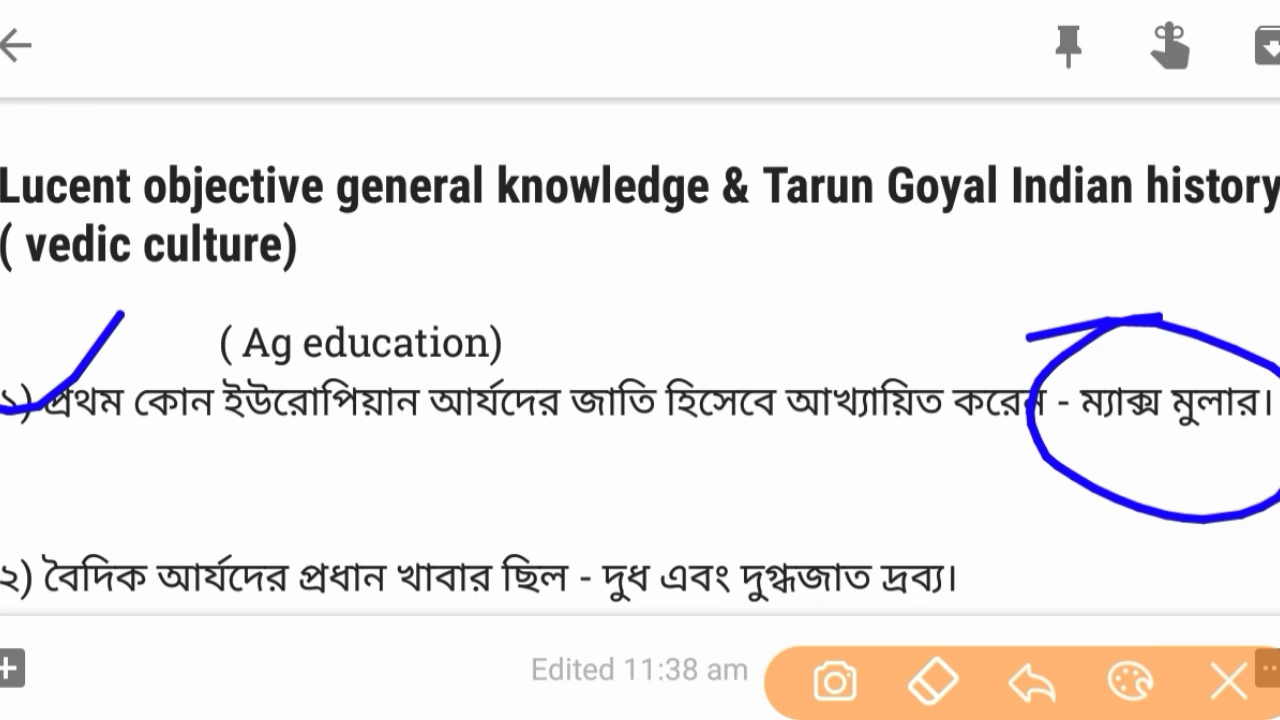 Lucent objective general knowledge & Tarun Goyal Indian history
( vedic culture)
( Ag education)
১) প্রথম কোন ইউরোপিয়ান আর্যদের জাতি হিসেবে আখ্যায়িত করেন - ম্যাক্স মুলার।
২) বৈদিক আর্যদের প্রধান খাবার ছিল - দুধ এবং দুগ্ধজাত দ্রব্য।
Edited 11:38 am